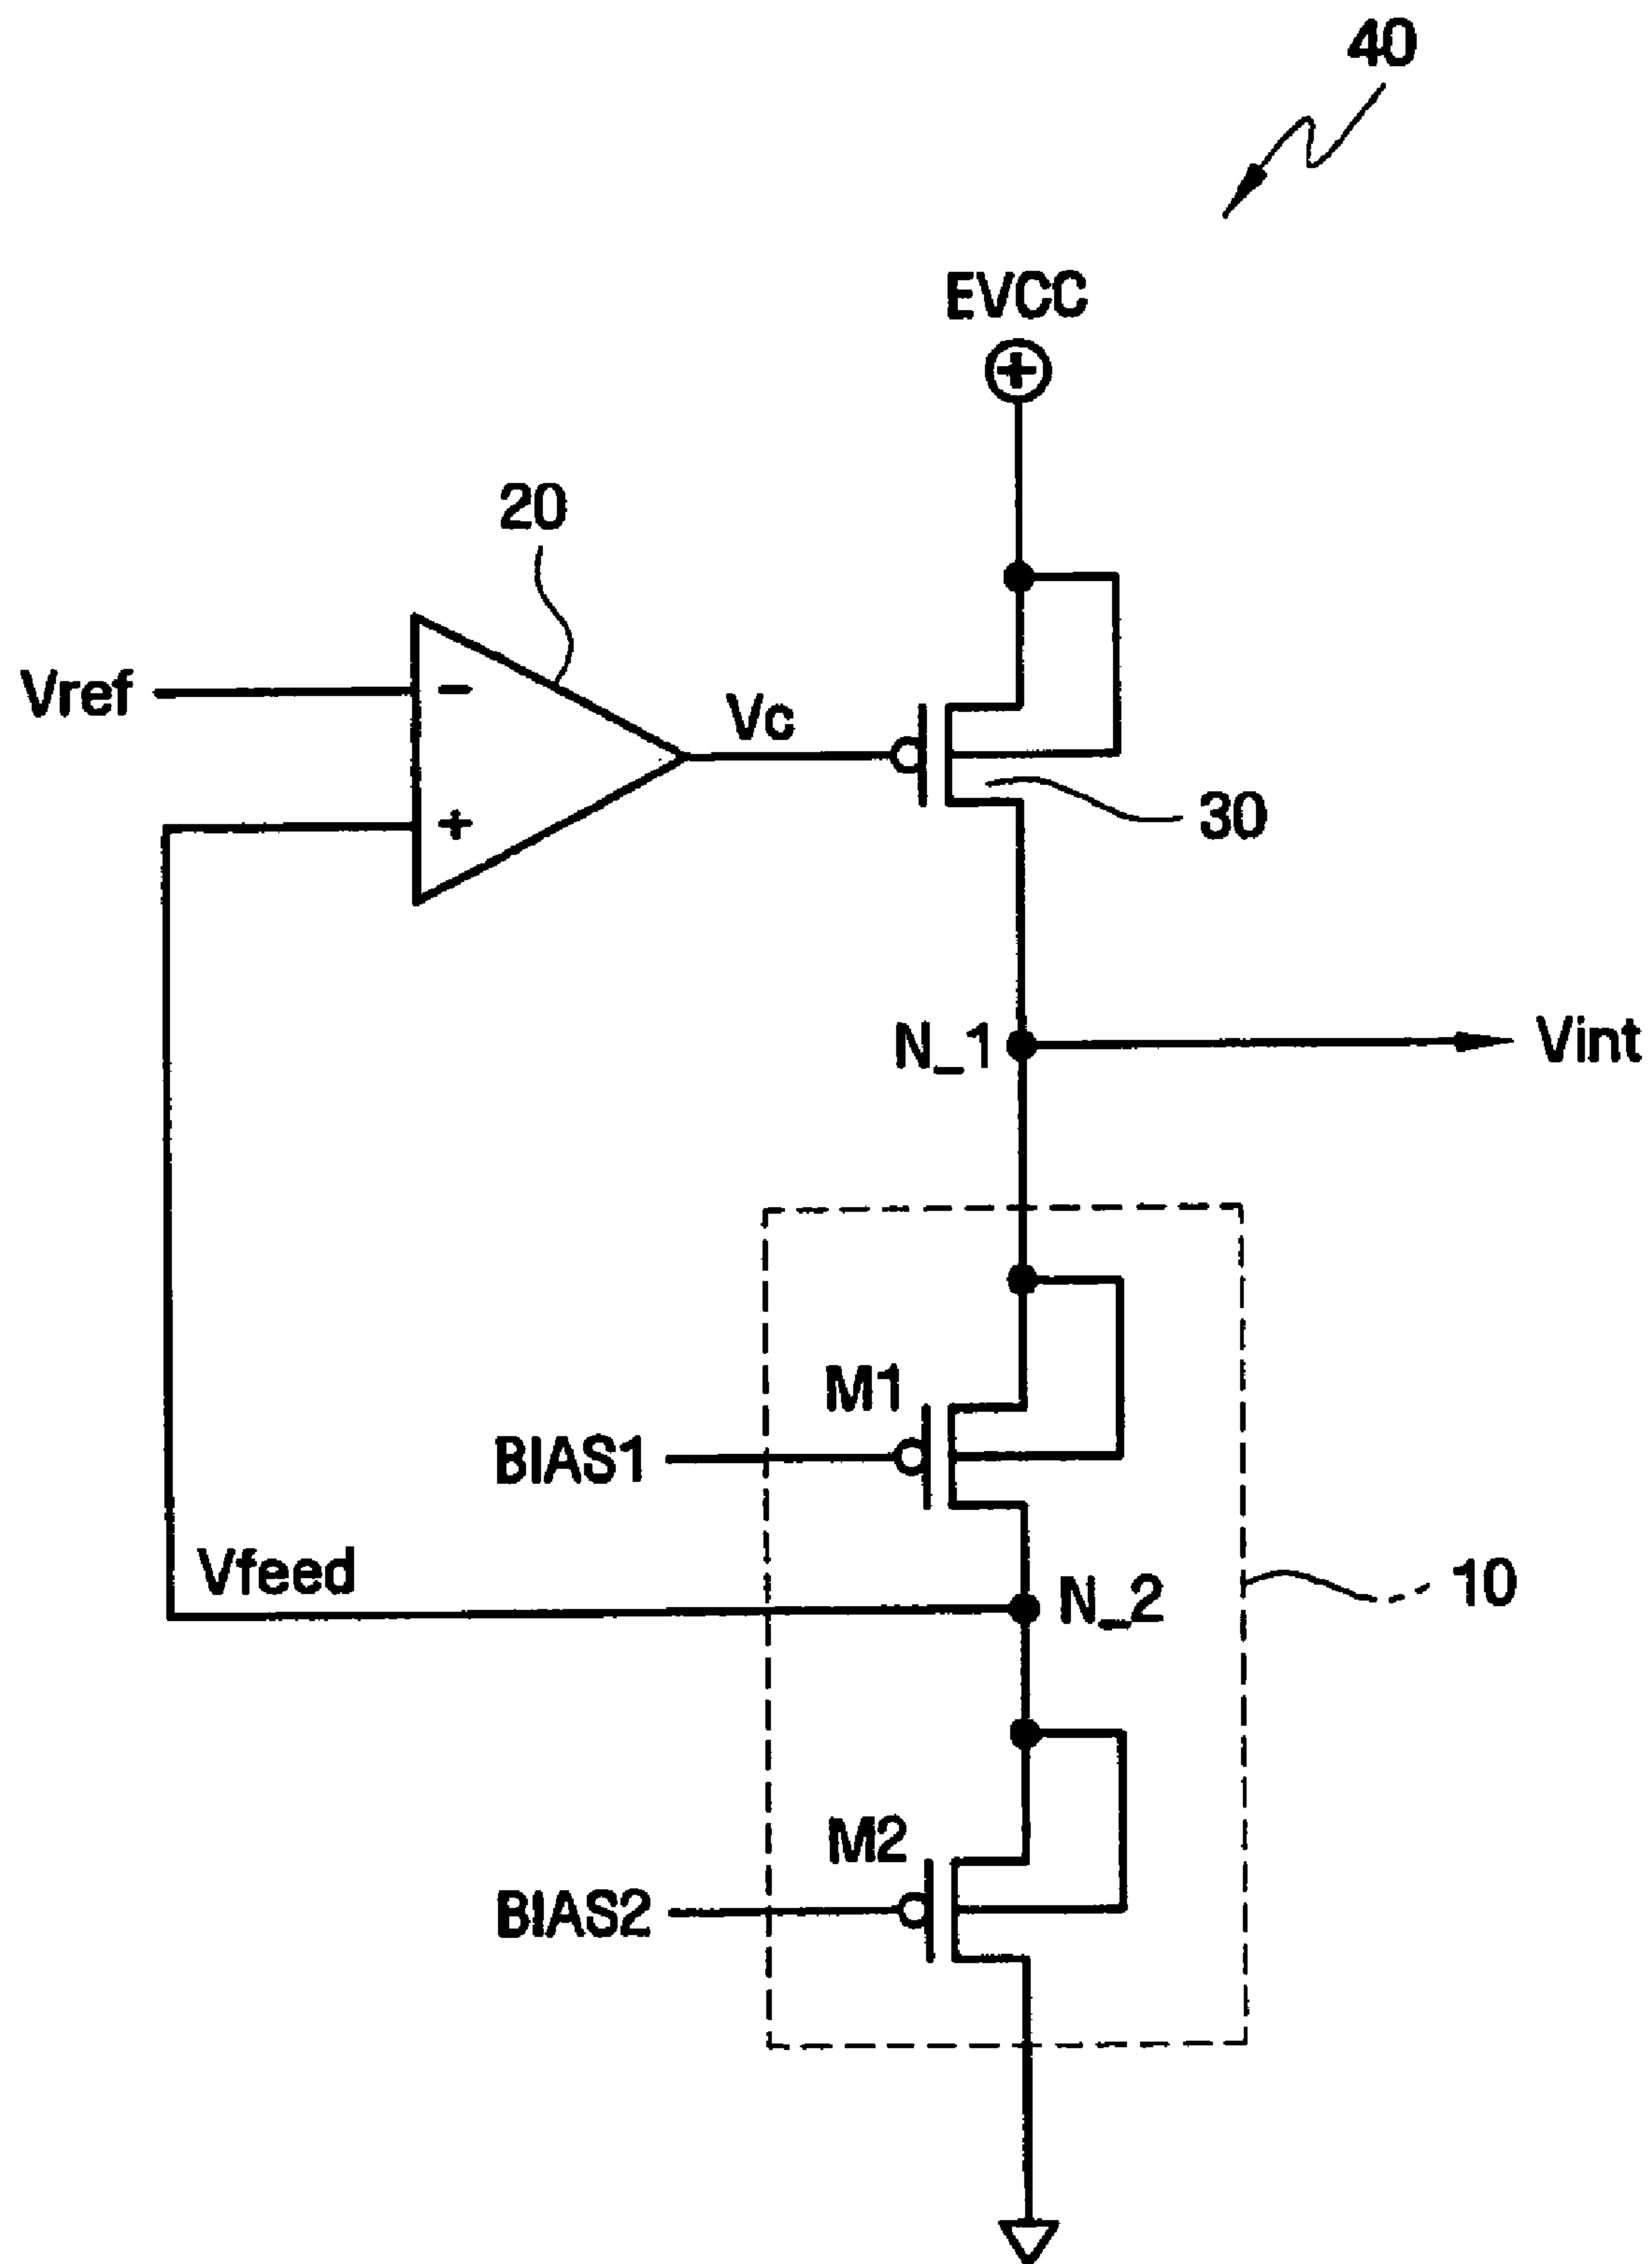 40
EVCC
+
20
Vref
-
Vc
+
30
N_1
Vint
M1
BIAS1
Vfeed
N_2
10
M2
BIAS2